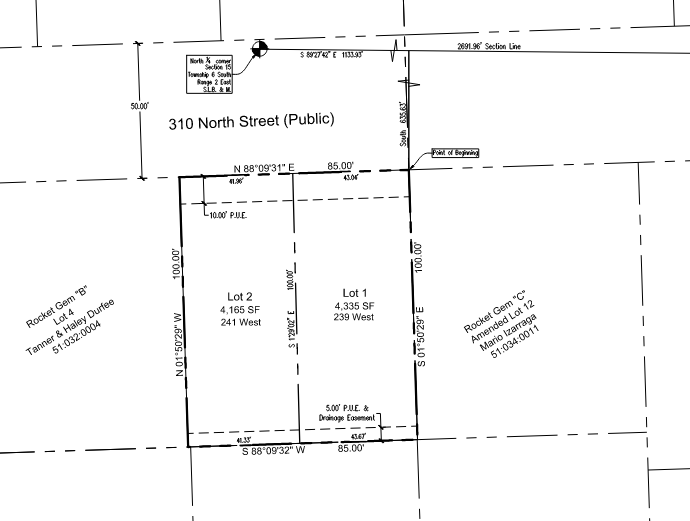 2691.96' Section Line
S 89°27'42" E 1133.93'
North ¼ corner
Section 15
Township 6 South
Range 2 East
S.L.B. & M.
50.00'
South 635.63'
310 North Street (Public)
Point of Beginning
N 88°09'31" E 85.00'
41.96' 43.04'
10.00' P.U.E.
100.00'
N 01°50'29" W
100.00'
S 1°29'02" E
100.00'
S 01°50'29" E
Lot 2
4,165 SF
241 West
Lot 1
4,335 SF
239 West
Rocket Gem "B"
Lot 4
Tanner & Haley Durfee
51:032:0004
Rocket Gem "C"
Amended Lot 12
Mario Izarraga
51:034:0011
5.00' P.U.E. &
Drainage Easement
41.33' 43.67'
S 88°09'32" W 85.00'